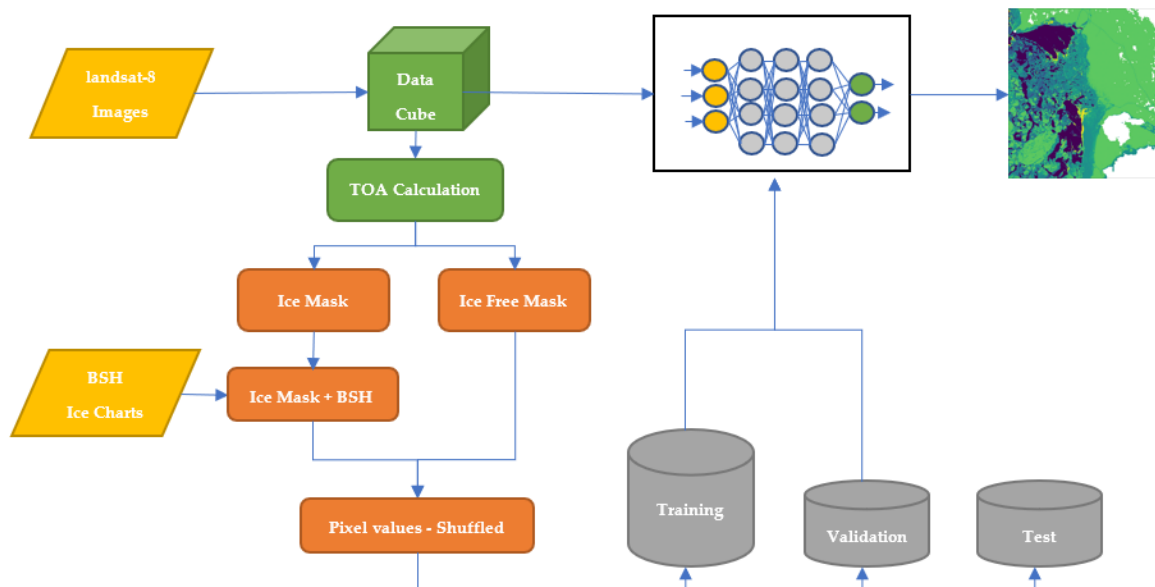 landsat-8
Images
Data
Cube
TOA Calculation
Ice Mask
Ice Free Mask
BSH
Ice Charts
Ice Mask + BSH
Pixel values - Shuffled
Training
Validation
Test